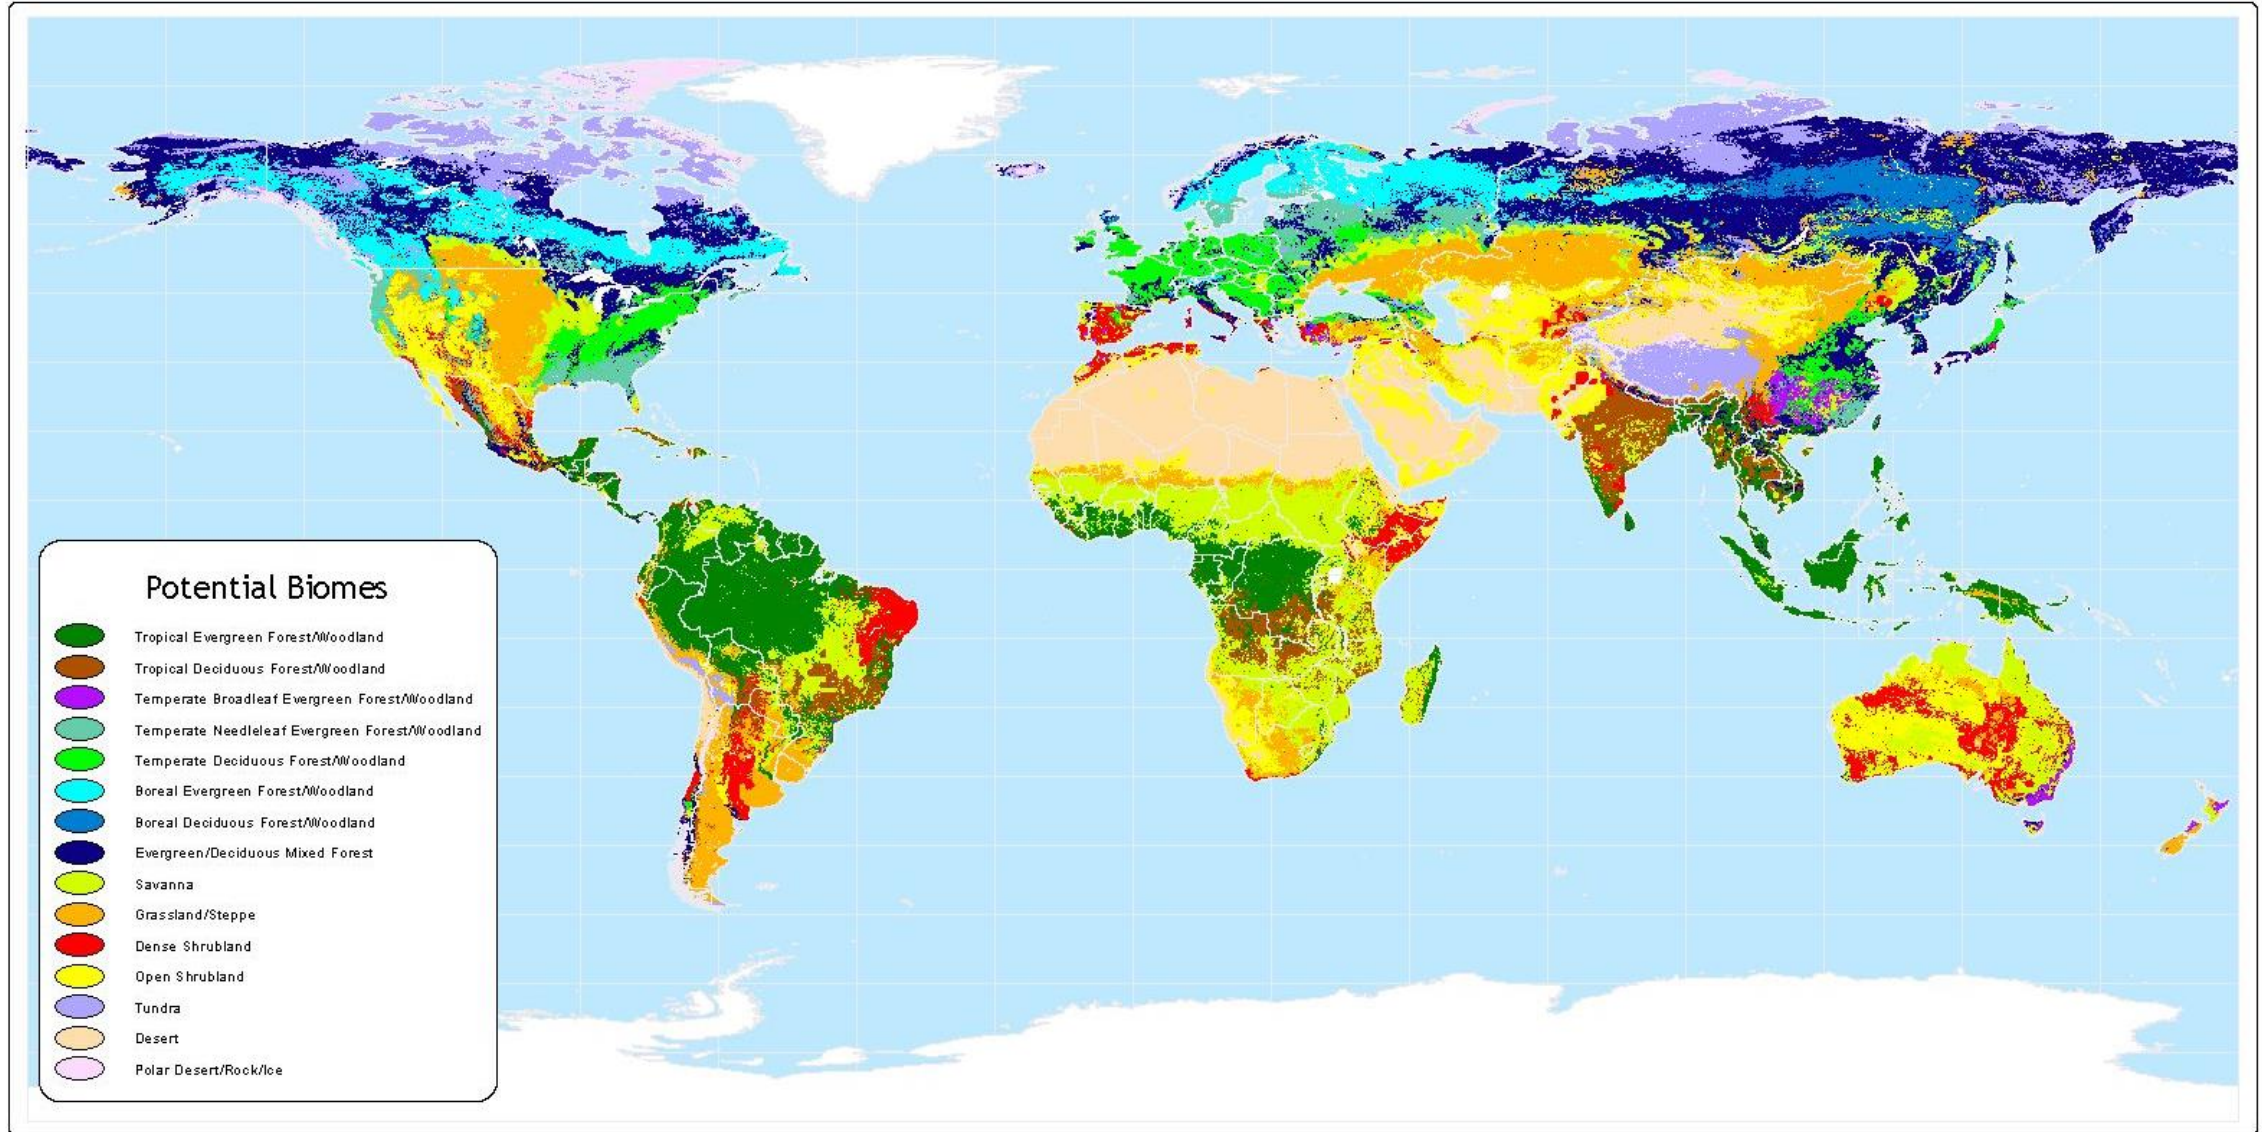 Potential Biomes
Tropical Evergreen Forest/Woodland
Tropical Deciduous Forest/Woodland
Temperate Broadleaf Evergreen Forest/Woodland
Temperate Needleleaf Evergreen Forest/Woodland
Temperate Deciduous Forest/Woodland
Boreal Evergreen Forest/Woodland
Boreal Deciduous Forest/Woodland
Evergreen/Deciduous Mixed Forest
Savanna
Grassland/Steppe
Dense Shrubland
Open Shrubland
Tundra
Desert
Polar Desert/Rock/Ice